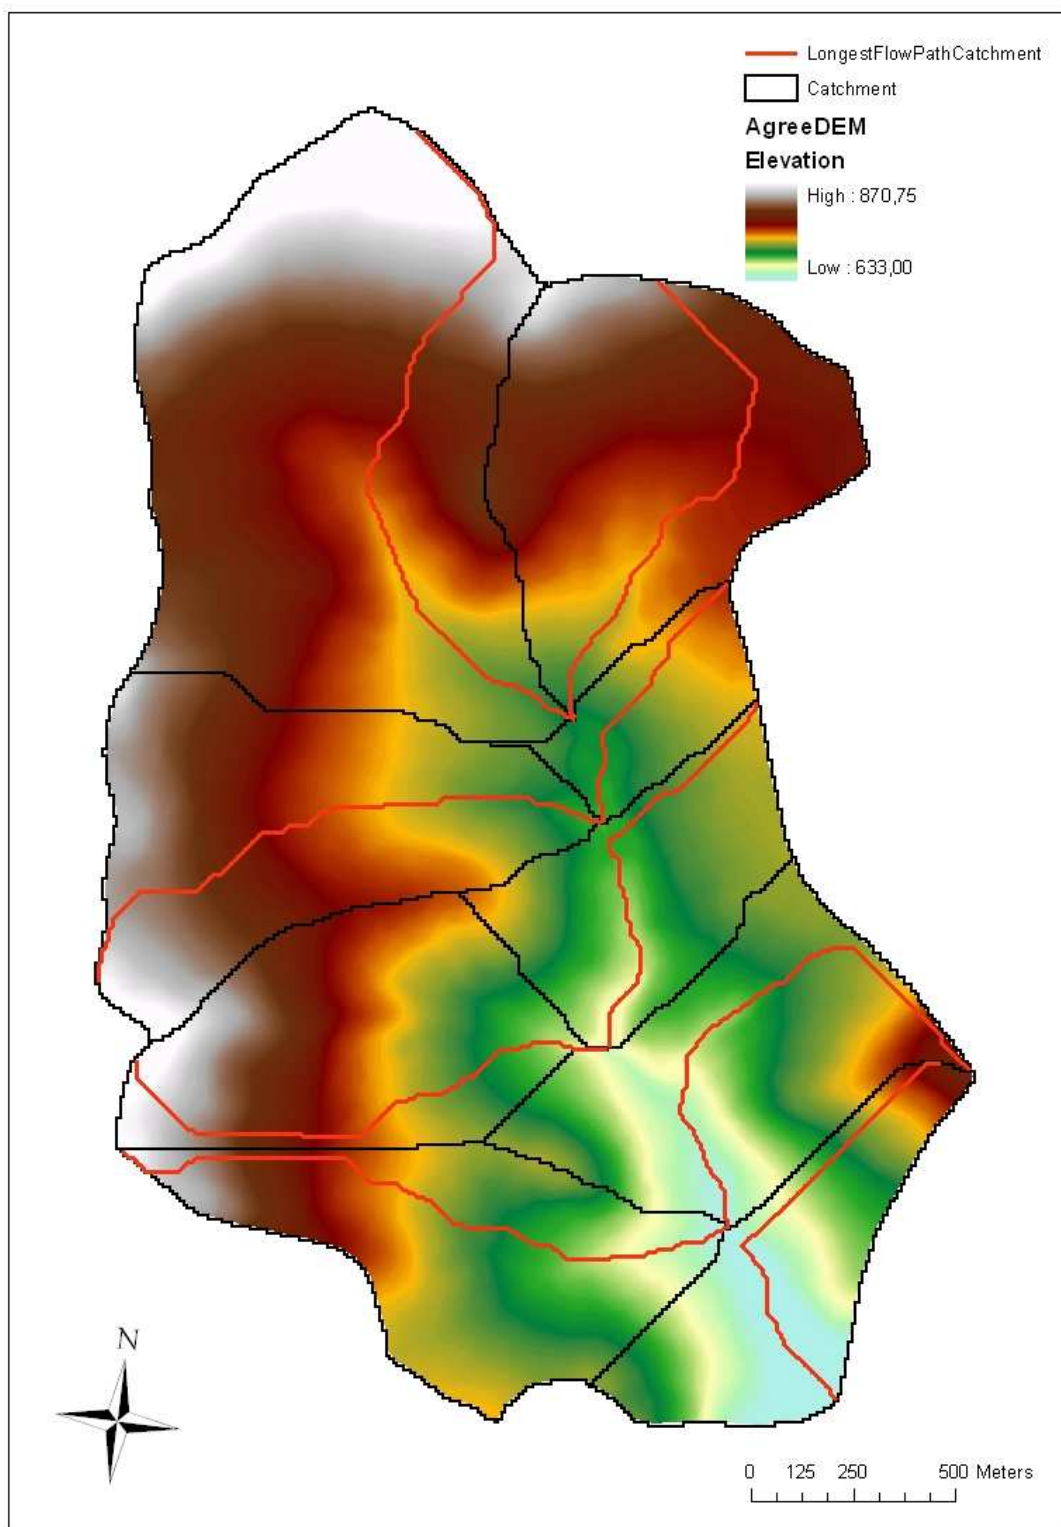 LongestFlowPathCatchment
Catchment
AgreeDEM
Elevation
High : 870,75
Low : 633,00
N
0 125 250 500 Meters